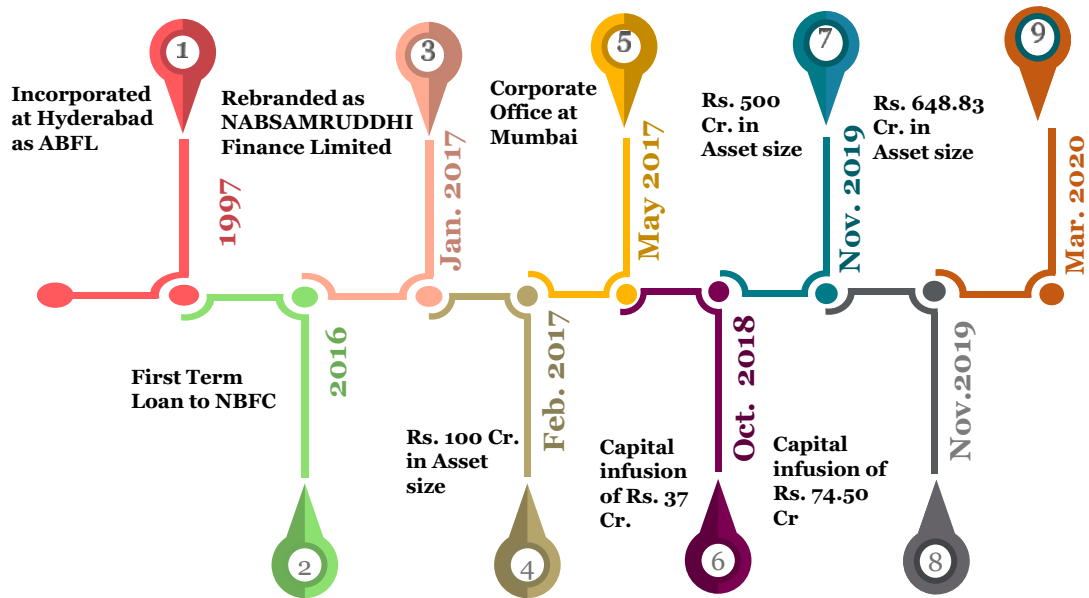 1
Incorporated
at Hyderabad
as ABFL
1997
2
First Term
Loan to NBFC
2016
3
Rebranded as
NABSAMRUDDHI
Finance Limited
Jan. 2017
4
Rs. 100 Cr.
in Asset
size
Feb. 2017
5
Corporate
Office at
Mumbai
May 2017
6
Capital
infusion
of Rs. 37
Cr.
Oct. 2018
7
Rs. 500
Cr. in
Asset size
Nov. 2019
8
Capital
infusion of
Rs. 74.50
Cr
Nov.2019
9
Rs. 648.83
Cr. in
Asset size
Mar. 2020